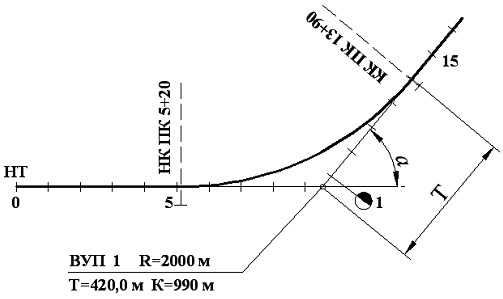 КК ПК 13+90
15
НК ПК 5+20
НТ
α
Т
0
5
1
ВУП 1 R=2000 м
Т=420,0 м К=990 м